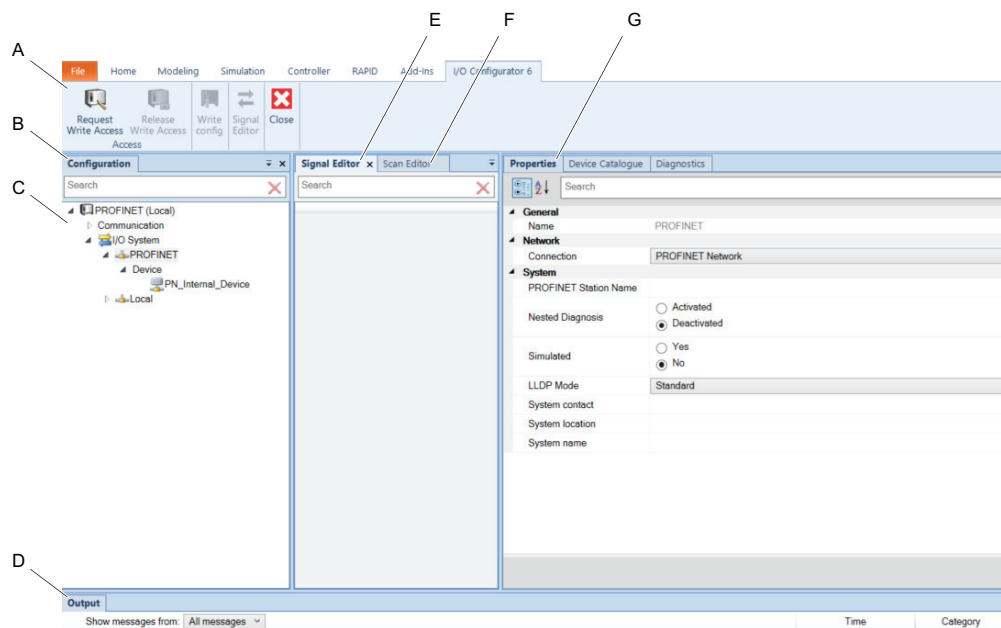 E F G
A
File Home Modeling Simulation Controller RAPID Add-Ins I/O Configurator 6
Request Write Access
Release Write Access
Write config
Signal Editor
Close
Access
B
Configuration
Search
C
PROFINET (Local)
Communication
I/O System
PROFINET
Device
PN_Internal_Device
Local
Signal Editor x Scan Editor
Search
Properties Device Catalogue Diagnostics
Search
General
Name PROFINET
Network
Connection PROFINET Network
System
PROFINET Station Name
Nested Diagnosis
Activated
Deactivated
Simulated
Yes
No
LLDP Mode Standard
System contact
System location
System name
D
Output
Show messages from: All messages Time Category